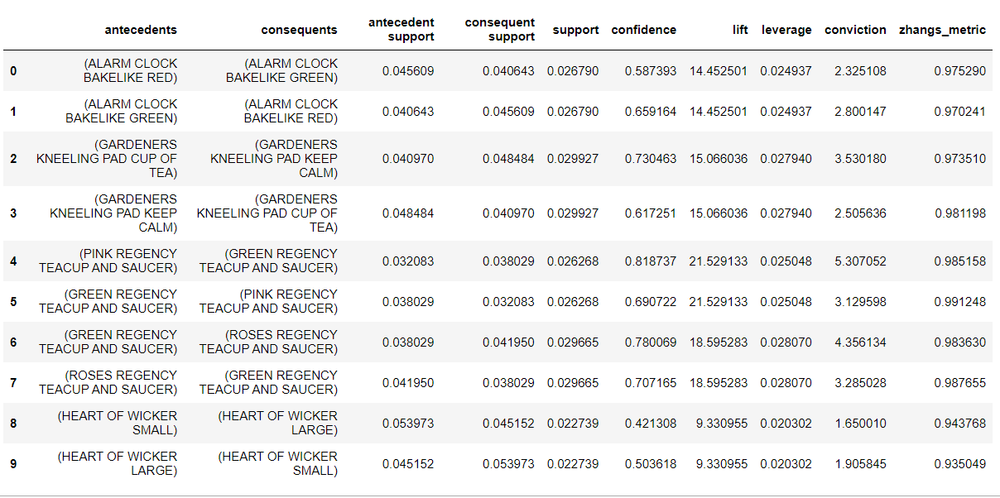 antecedents consequents antecedent support consequent support support confidence lift leverage conviction zhangs_metric
0 (ALARM CLOCK BAKELIKE RED) (ALARM CLOCK BAKELIKE GREEN) 0.045609 0.040643 0.026790 0.587393 14.452501 0.024937 2.325108 0.975290
1 (ALARM CLOCK BAKELIKE GREEN) (ALARM CLOCK BAKELIKE RED) 0.040643 0.045609 0.026790 0.659164 14.452501 0.024937 2.800147 0.970241
2 (GARDENERS KNEELING PAD CUP OF TEA) (GARDENERS KNEELING PAD KEEP CALM) 0.040970 0.048484 0.029927 0.730463 15.066036 0.027940 3.530180 0.973510
3 (GARDENERS KNEELING PAD KEEP CALM) (GARDENERS KNEELING PAD CUP OF TEA) 0.048484 0.040970 0.029927 0.617251 15.066036 0.027940 2.505636 0.981198
4 (PINK REGENCY TEACUP AND SAUCER) (GREEN REGENCY TEACUP AND SAUCER) 0.032083 0.038029 0.026268 0.818737 21.529133 0.025048 5.307052 0.985158
5 (GREEN REGENCY TEACUP AND SAUCER) (PINK REGENCY TEACUP AND SAUCER) 0.038029 0.032083 0.026268 0.690722 21.529133 0.025048 3.129598 0.991248
6 (GREEN REGENCY TEACUP AND SAUCER) (ROSES REGENCY TEACUP AND SAUCER) 0.038029 0.041950 0.029665 0.780069 18.595283 0.028070 4.356134 0.983630
7 (ROSES REGENCY TEACUP AND SAUCER) (GREEN REGENCY TEACUP AND SAUCER) 0.041950 0.038029 0.029665 0.707165 18.595283 0.028070 3.285028 0.987655
8 (HEART OF WICKER SMALL) (HEART OF WICKER LARGE) 0.053973 0.045152 0.022739 0.421308 9.330955 0.020302 1.650010 0.943768
9 (HEART OF WICKER LARGE) (HEART OF WICKER SMALL) 0.045152 0.053973 0.022739 0.503618 9.330955 0.020302 1.905845 0.935049